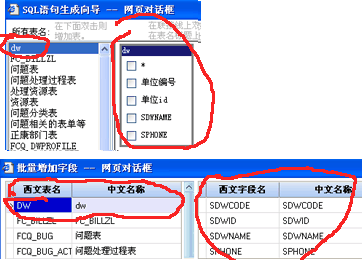 SQL语句生成向导 -- 网页对话框
所有表名: 在下面双击则增加表。
dw
FC_BILLZL
问题表
问题处理过程表
处理资源表
资源表
问题分类表
问题相关的表单等
正康部门表
FCQ_DWPROFILE
dw
*
单位编号
单位id
SDWNAME
SPHONE
批量增加字段 -- 网页对话框
西文表名 中文名称
DW dw
FC_BILLZL FC_BILLZL
FCQ_BUG 问题表
FCQ_BUG_ACT 问题处理过程表
西文字段名 中文名称
SDWCODE SDWCODE
SDWID SDWID
SDWNAME SDWNAME
SPHONE SPHONE